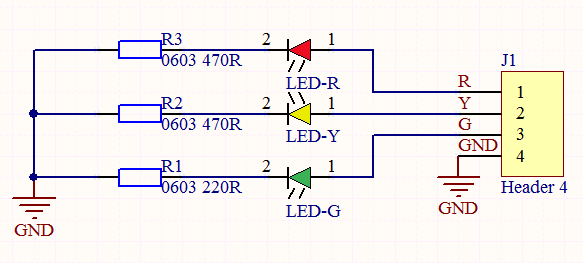 R3
0603 470R
2
1
LED-R
R2
0603 470R
2
1
LED-Y
R1
0603 220R
2
1
LED-G
GND
J1
R
1
Y
2
G
3
GND
4
GND
Header 4